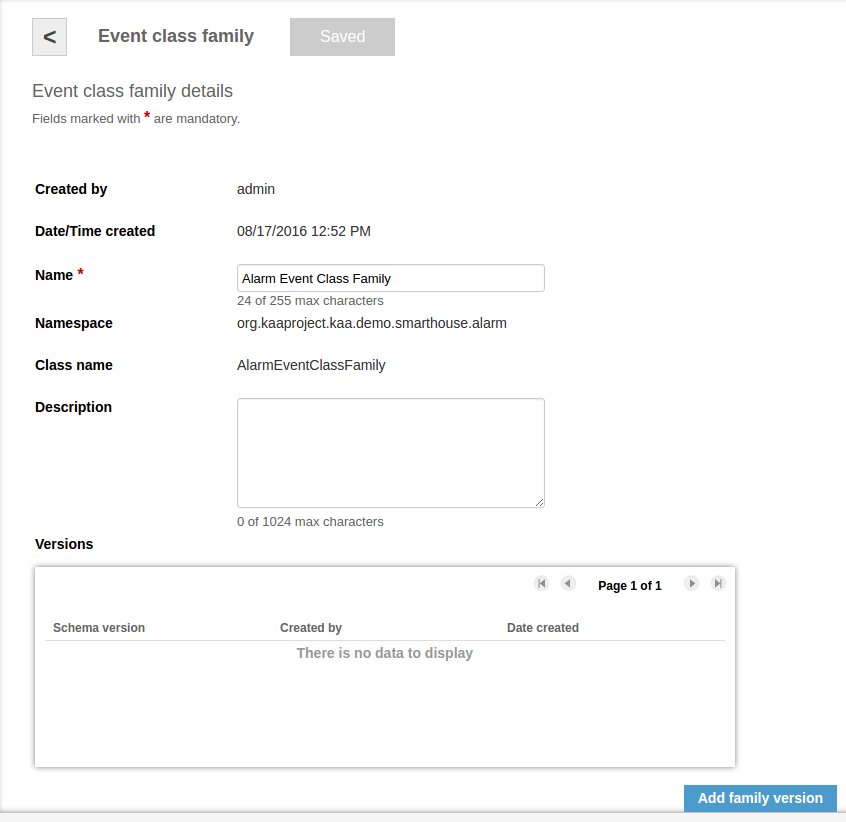 < Event class family Saved
Event class family details
Fields marked with * are mandatory.
Created by admin
Date/Time created 08/17/2016 12:52 PM
Name * Alarm Event Class Family
24 of 255 max characters
Namespace org.kaaproject.kaa.demo.smarthouse.alarm
Class name AlarmEventClassFamily
Description
0 of 1024 max characters
Versions
Page 1 of 1
Schema version Created by Date created
There is no data to display
Add family version